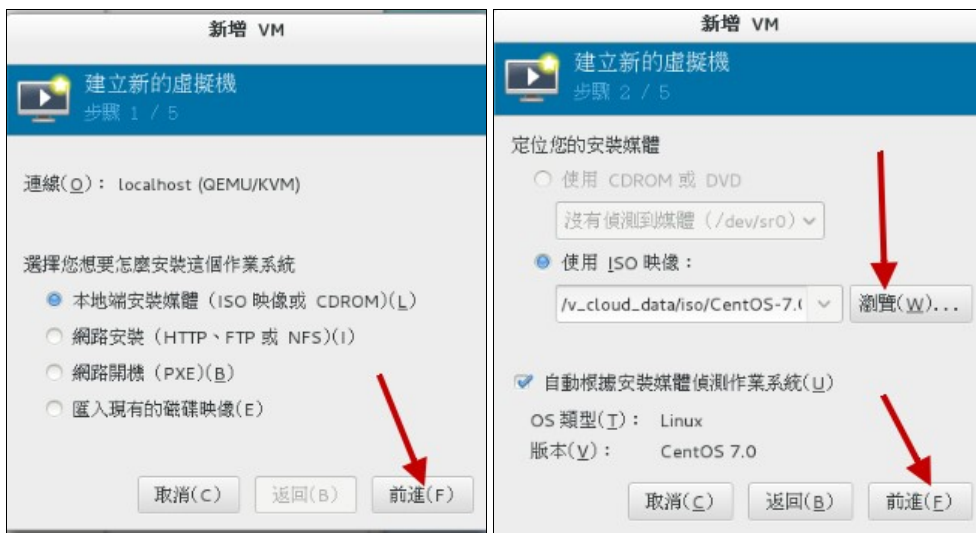 新增 VM
建立新的虛擬機
步驟 1 / 5
連線(O)： localhost (QEMU/KVM)
選擇您想要怎麼安裝這個作業系統
本地端安裝媒體 (ISO 映像或 CDROM)(L)
網路安裝 (HTTP、FTP 或 NFS)(I)
網路開機 (PXE)(B)
匯入現有的磁碟映像(E)
取消(C) 返回(B) 前進(F)
新增 VM
建立新的虛擬機
步驟 2 / 5
定位您的安裝媒體
使用 CDROM 或 DVD
沒有偵測到媒體 (/dev/sr0)
使用 ISO 映像：
/v_cloud_data/iso/CentOS-7.( 瀏覽(W)...
自動根據安裝媒體偵測作業系統(U)
OS 類型(T)： Linux
版本(V)： CentOS 7.0
取消(C) 返回(B) 前進(F)